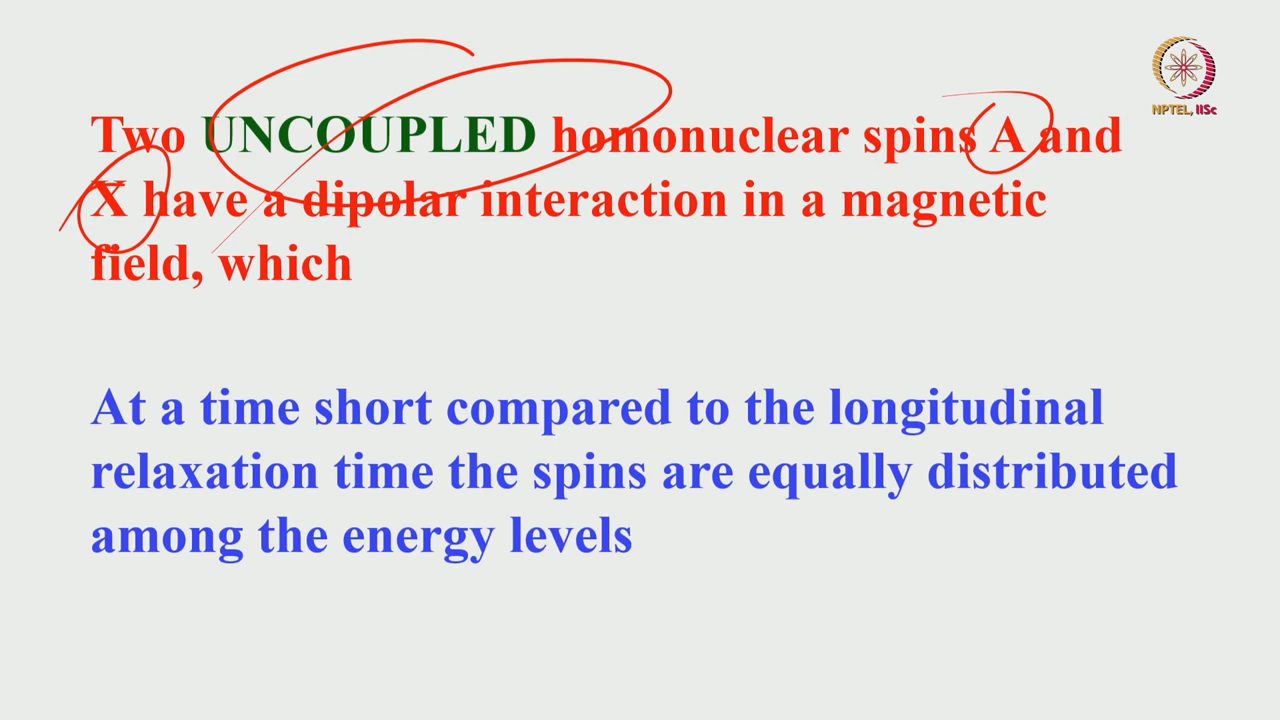 NPTEL, IISc
Two UNCOUPLED homonuclear spins A and
X have a dipolar interaction in a magnetic
field, which
At a time short compared to the longitudinal
relaxation time the spins are equally distributed
among the energy levels